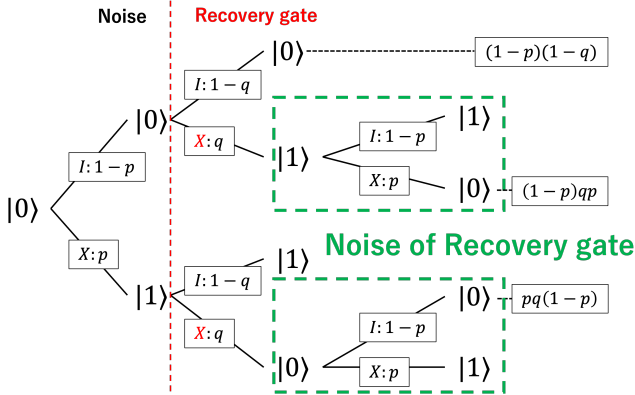 Noise Recovery gate
|0⟩ (1−p)(1−q)
I: 1−q
|0⟩ |1⟩
X: q I: 1−p
I: 1−p |1⟩
X: p
|0⟩ (1−p)qp
|0⟩
Noise of Recovery gate
X: p |1⟩
I: 1−q
|1⟩ |0⟩ pq(1−p)
X: q I: 1−p
|0⟩ X: p |1⟩